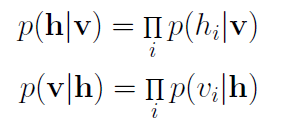 p(h|v) = ∏_i p(h_i|v)
p(v|h) = ∏_i p(v_i|h)